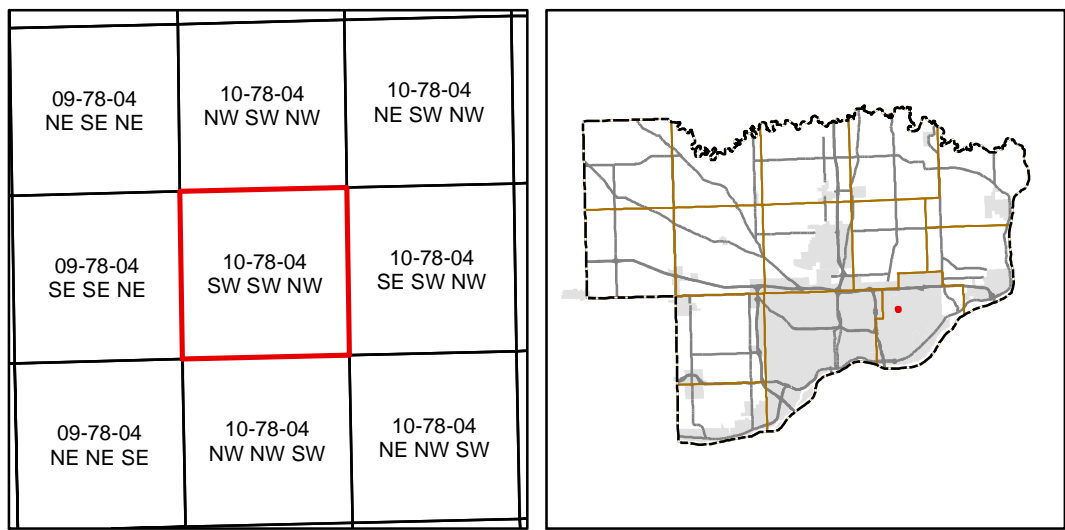 09-78-04
NE SE NE
10-78-04
NW SW NW
10-78-04
NE SW NW
09-78-04
SE SE NE
10-78-04
SW SW NW
10-78-04
SE SW NW
09-78-04
NE NE SE
10-78-04
NW NW SW
10-78-04
NE NW SW